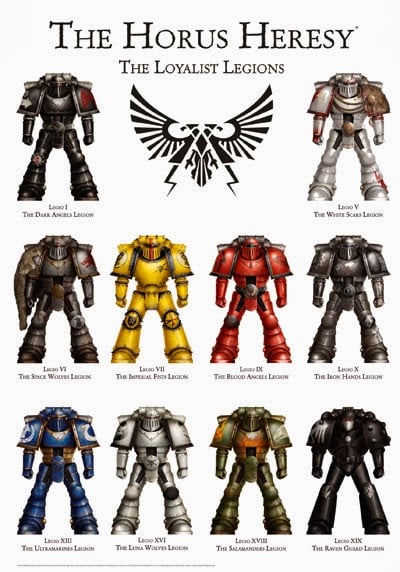 THE HORUS HERESY®
THE LOYALIST LEGIONS
LEGIO I
THE DARK ANGELS LEGION
LEGIO V
THE WHITE SCARS LEGION
LEGIO VI
THE SPACE WOLVES LEGION
LEGIO VII
THE IMPERIAL FISTS LEGION
LEGIO IX
THE BLOOD ANGELS LEGION
LEGIO X
THE IRON HANDS LEGION
LEGIO XIII
THE ULTRAMARINES LEGION
LEGIO XVI
THE LUNA WOLVES LEGION
LEGIO XVIII
THE SALAMANDERS LEGION
LEGIO XIX
THE RAVEN GUARD LEGION